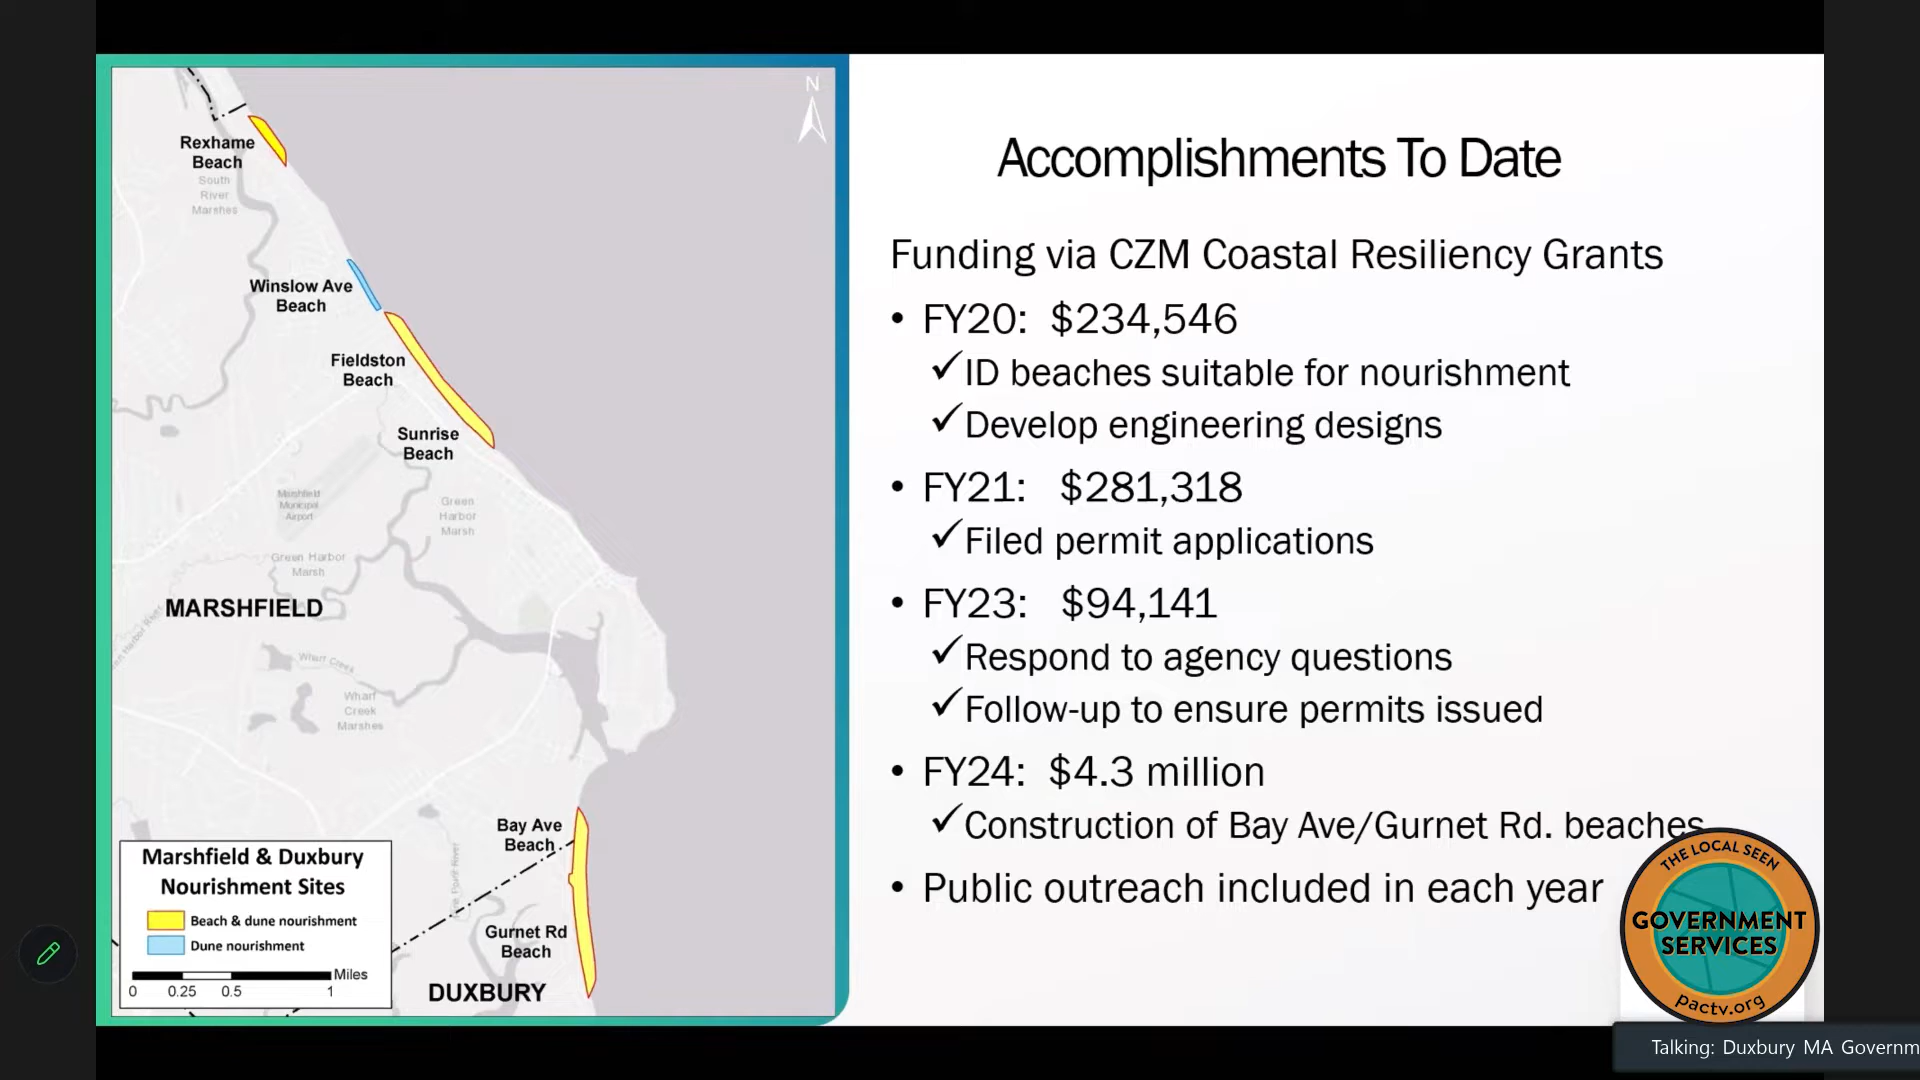 N
Rexhame
Beach
South
River
Marshes
Winslow Ave
Beach
Fieldston
Beach
Sunrise
Beach
Marshfield
Municipal
Airport
Green
Harbor
Marsh
Green Harbor
Marsh
MARSHFIELD
Harbor River
Wharf Creek
Wharf
Creek
Marshes
Bay Ave
Beach
Gurnet Rd
Beach
DUXBURY
Marshfield & Duxbury
Nourishment Sites
Beach & dune nourishment
Dune nourishment
Miles
0 0.25 0.5 1
Accomplishments To Date
Funding via CZM Coastal Resiliency Grants
• FY20: $234,546
✓ID beaches suitable for nourishment
✓Develop engineering designs
• FY21: $281,318
✓Filed permit applications
• FY23: $94,141
✓Respond to agency questions
✓Follow-up to ensure permits issued
• FY24: $4.3 million
✓Construction of Bay Ave/Gurnet Rd. beaches
• Public outreach included in each year
THE LOCAL SEEN
GOVERNMENT
SERVICES
pactv.org
Talking: Duxbury MA Governm